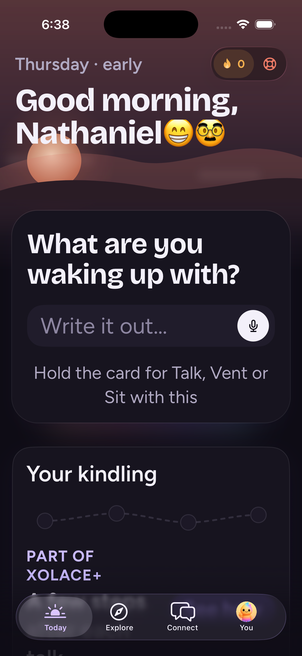 6:38
Thursday · early
0
Good morning,
Nathaniel😁🥸
What are you
waking up with?
Write it out...
Hold the card for Talk, Vent or
Sit with this
Your kindling
PART OF
XOLACE+
Today
Explore
Connect
You